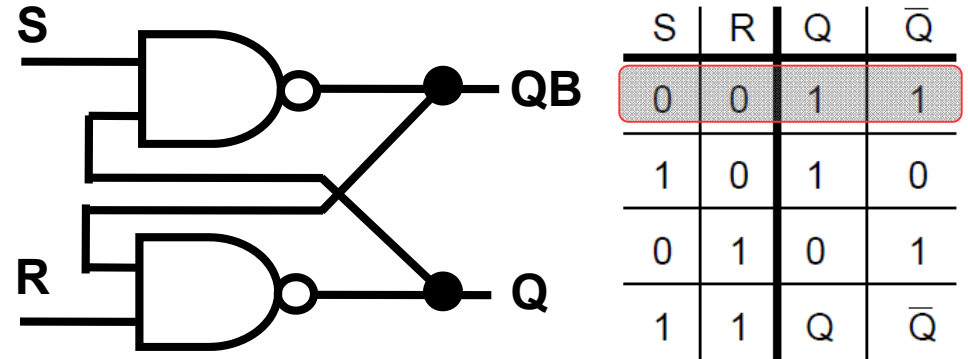 S
QB
R
Q
S R Q Q̅
0 0 1 1
1 0 1 0
0 1 0 1
1 1 Q Q̅